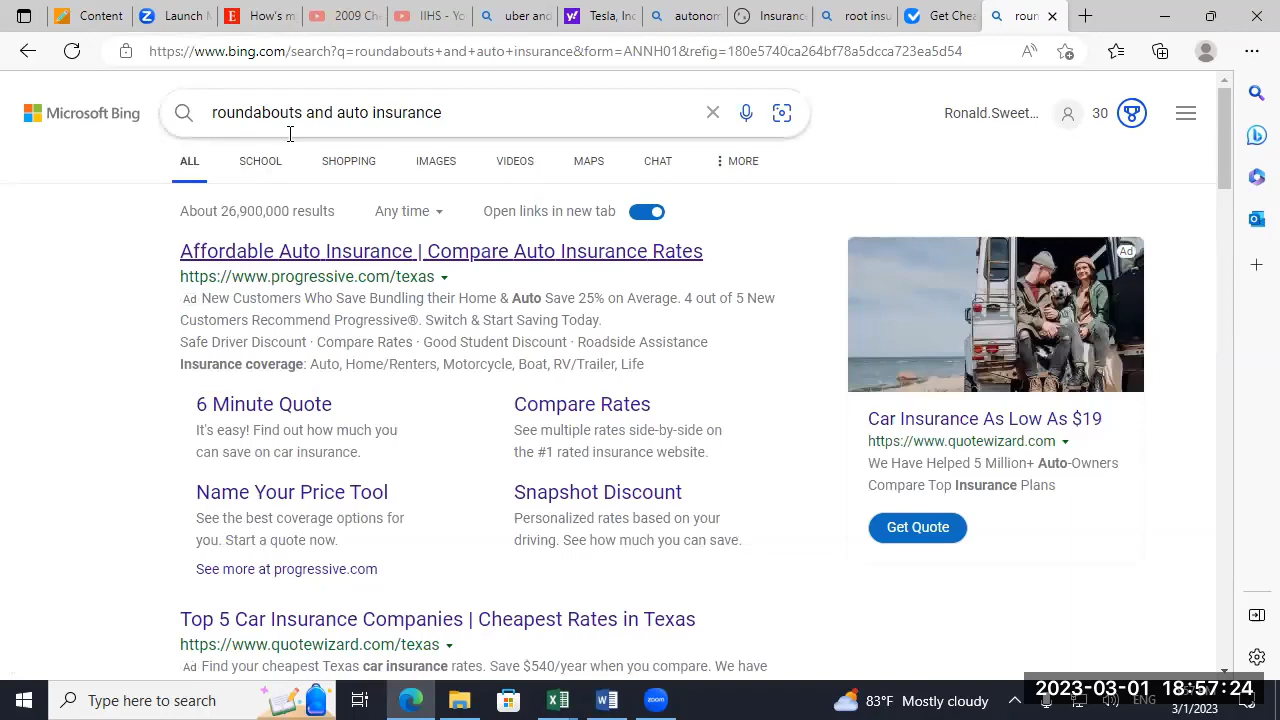 Content
Launch M
How's m
2009 Che
IIHS - Yo
uber and
Tesla, Inc
autonom
Insurance
root insu
Get Chea
roun
https://www.bing.com/search?q=roundabouts+and+auto+insurance&form=ANNH01&refig=180e5740ca264bf78a5dcca723ea5d54
Microsoft Bing
roundabouts and auto insurance
Ronald.Sweet...
30
ALL SCHOOL SHOPPING IMAGES VIDEOS MAPS CHAT MORE
About 26,900,000 results Any time Open links in new tab
Affordable Auto Insurance | Compare Auto Insurance Rates
https://www.progressive.com/texas
Ad New Customers Who Save Bundling their Home & Auto Save 25% on Average. 4 out of 5 New
Customers Recommend Progressive®. Switch & Start Saving Today.
Safe Driver Discount · Compare Rates · Good Student Discount · Roadside Assistance
Insurance coverage: Auto, Home/Renters, Motorcycle, Boat, RV/Trailer, Life
6 Minute Quote
It's easy! Find out how much you
can save on car insurance.
Compare Rates
See multiple rates side-by-side on
the #1 rated insurance website.
Name Your Price Tool
See the best coverage options for
you. Start a quote now.
Snapshot Discount
Personalized rates based on your
driving. See how much you can save.
See more at progressive.com
Top 5 Car Insurance Companies | Cheapest Rates in Texas
https://www.quotewizard.com/texas
Ad Find your cheapest Texas car insurance rates. Save $540/year when you compare. We have
Ad
Car Insurance As Low As $19
https://www.quotewizard.com
We Have Helped 5 Million+ Auto-Owners
Compare Top Insurance Plans
Get Quote
Type here to search
83°F Mostly cloudy
ENG
2023-03-01 18:57:24
3/1/2023